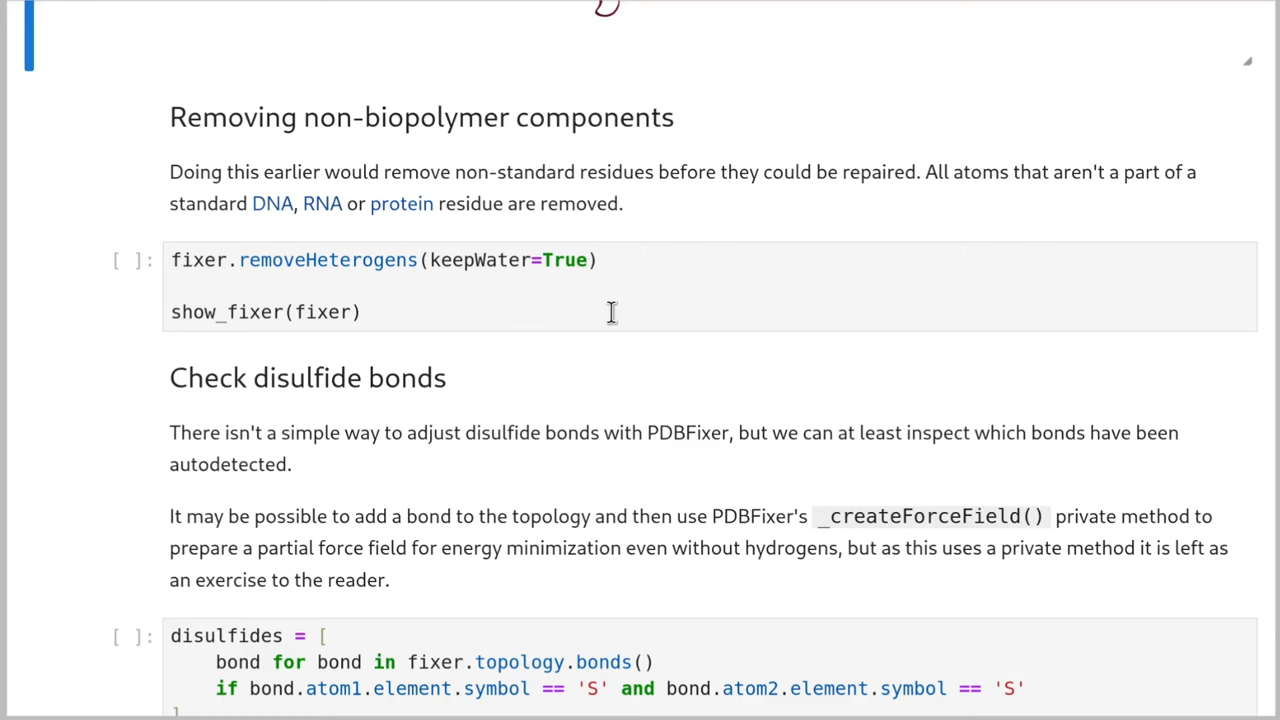 Removing non-biopolymer components
Doing this earlier would remove non-standard residues before they could be repaired. All atoms that aren't a part of a
standard DNA, RNA or protein residue are removed.
[ ]: fixer.removeHeterogens(keepWater=True)
show_fixer(fixer)
Check disulfide bonds
There isn't a simple way to adjust disulfide bonds with PDBFixer, but we can at least inspect which bonds have been
autodetected.
It may be possible to add a bond to the topology and then use PDBFixer's _createForceField() private method to
prepare a partial force field for energy minimization even without hydrogens, but as this uses a private method it is left as
an exercise to the reader.
[ ]: disulfides = [
    bond for bond in fixer.topology.bonds()
    if bond.atom1.element.symbol == 'S' and bond.atom2.element.symbol == 'S'
]